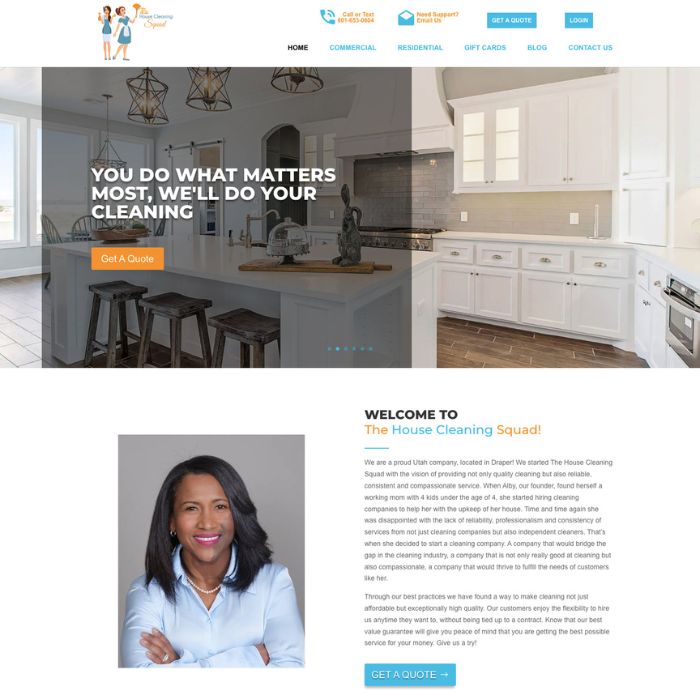 The
House Cleaning
Squad
Call or Text
801-653-0804
Need Support?
Email Us
GET A QUOTE
LOGIN
HOME
COMMERCIAL
RESIDENTIAL
GIFT CARDS
BLOG
CONTACT US
YOU DO WHAT MATTERS
MOST, WE'LL DO YOUR
CLEANING
Get A Quote
WELCOME TO
The House Cleaning Squad!
We are a proud Utah company, located in Draper! We started The House Cleaning
Squad with the vision of providing not only quality cleaning but also reliable,
consistent and compassionate service. When Alby, our founder, found herself a
working mom with 4 kids under the age of 4, she started hiring cleaning
companies to help her with the upkeep of her house. Time and time again she
was disappointed with the lack of reliability, professionalism and consistency of
services from not just cleaning companies but also independent cleaners. That's
when she decided to start a cleaning company. A company that would bridge the
gap in the cleaning industry, a company that is not only really good at cleaning but
also compassionate, a company that would thrive to fulfill the needs of customers
like her.
Through our best practices we have found a way to make cleaning not just
affordable but exceptionally high quality. Our customers enjoy the flexibility to hire
us anytime they want to, without being tied up to a contract. Know that our best
value guarantee will give you peace of mind that you are getting the best possible
service for your money. Give us a try!
GET A QUOTE →